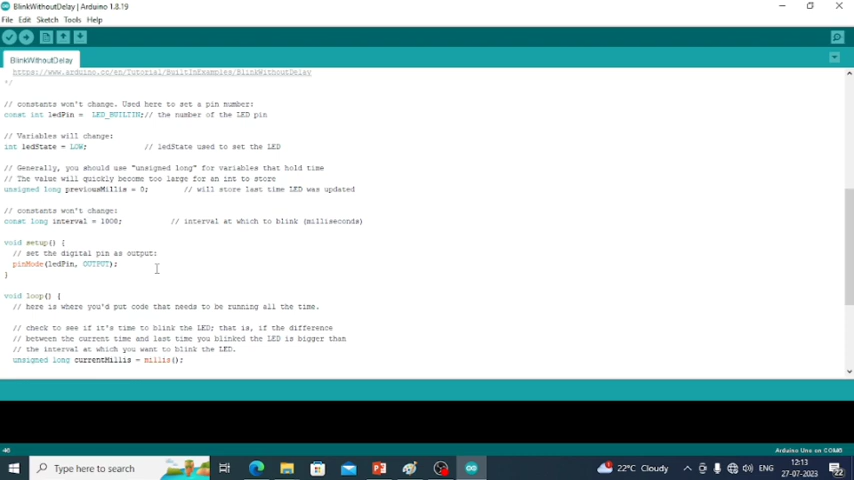 BlinkWithoutDelay | Arduino 1.8.19
File Edit Sketch Tools Help
BlinkWithoutDelay
https://www.arduino.cc/en/Tutorial/BuiltInExamples/BlinkWithoutDelay
*/
// constants won't change. Used here to set a pin number:
const int ledPin = LED_BUILTIN;// the number of the LED pin
// Variables will change:
int ledState = LOW; // ledState used to set the LED
// Generally, you should use "unsigned long" for variables that hold time
// The value will quickly become too large for an int to store
unsigned long previousMillis = 0; // will store last time LED was updated
// constants won't change:
const long interval = 1000; // interval at which to blink (milliseconds)
void setup() {
// set the digital pin as output:
pinMode(ledPin, OUTPUT);
}
void loop() {
// here is where you'd put code that needs to be running all the time.
// check to see if it's time to blink the LED; that is, if the difference
// between the current time and last time you blinked the LED is bigger than
// the interval at which you want to blink the LED.
unsigned long currentMillis = millis();
Arduino Uno on COM6
Type here to search
22°C Cloudy
ENG
12:13
27-07-2023
22